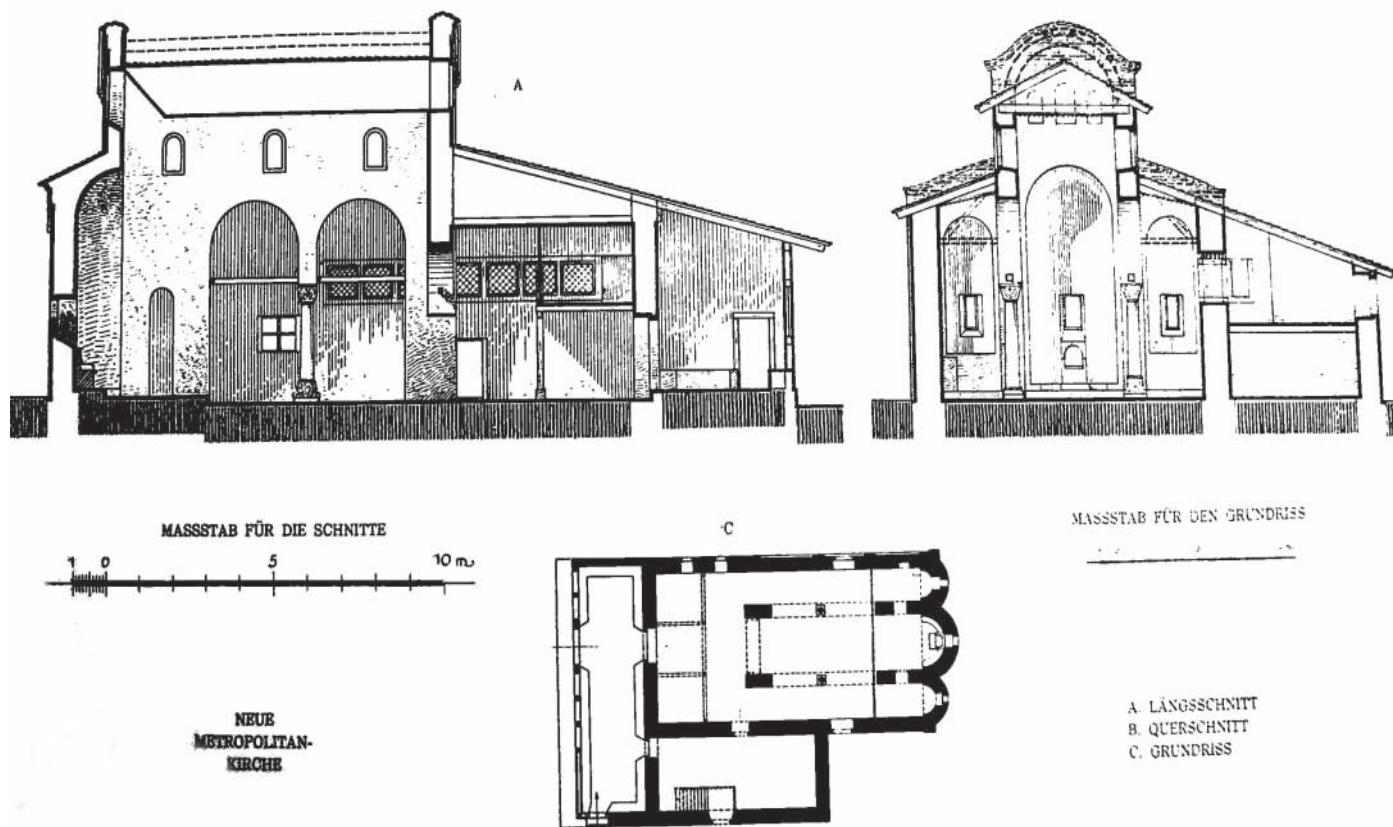 A
MASSSTAB FÜR DIE SCHNITTE
1 0 5 10 m
C
MASSSTAB FÜR DEN GRUNDRISS
NEUE
METROPOLITAN-
KIRCHE
A. LÄNGSSCHNITT
B. QUERSCHNITT
C. GRUNDRISS